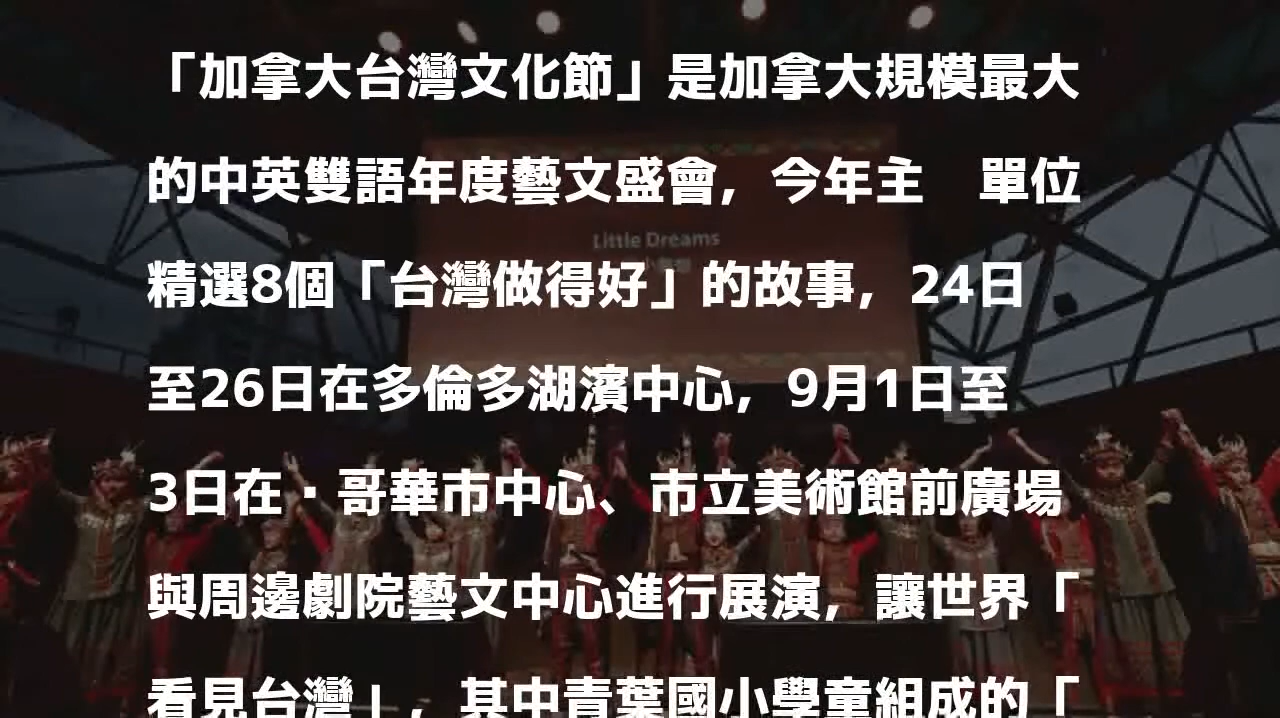 「加拿大台灣文化節」是加拿大規模最大
的中英雙語年度藝文盛會，今年主　單位
精選8個「台灣做得好」的故事，24日
至26日在多倫多湖濱中心，9月1日至
3日在·哥華市中心、市立美術館前廣場
與周邊劇院藝文中心進行展演，讓世界「
看見台灣」，其中青葉國小學童組成的「
Little Dreams